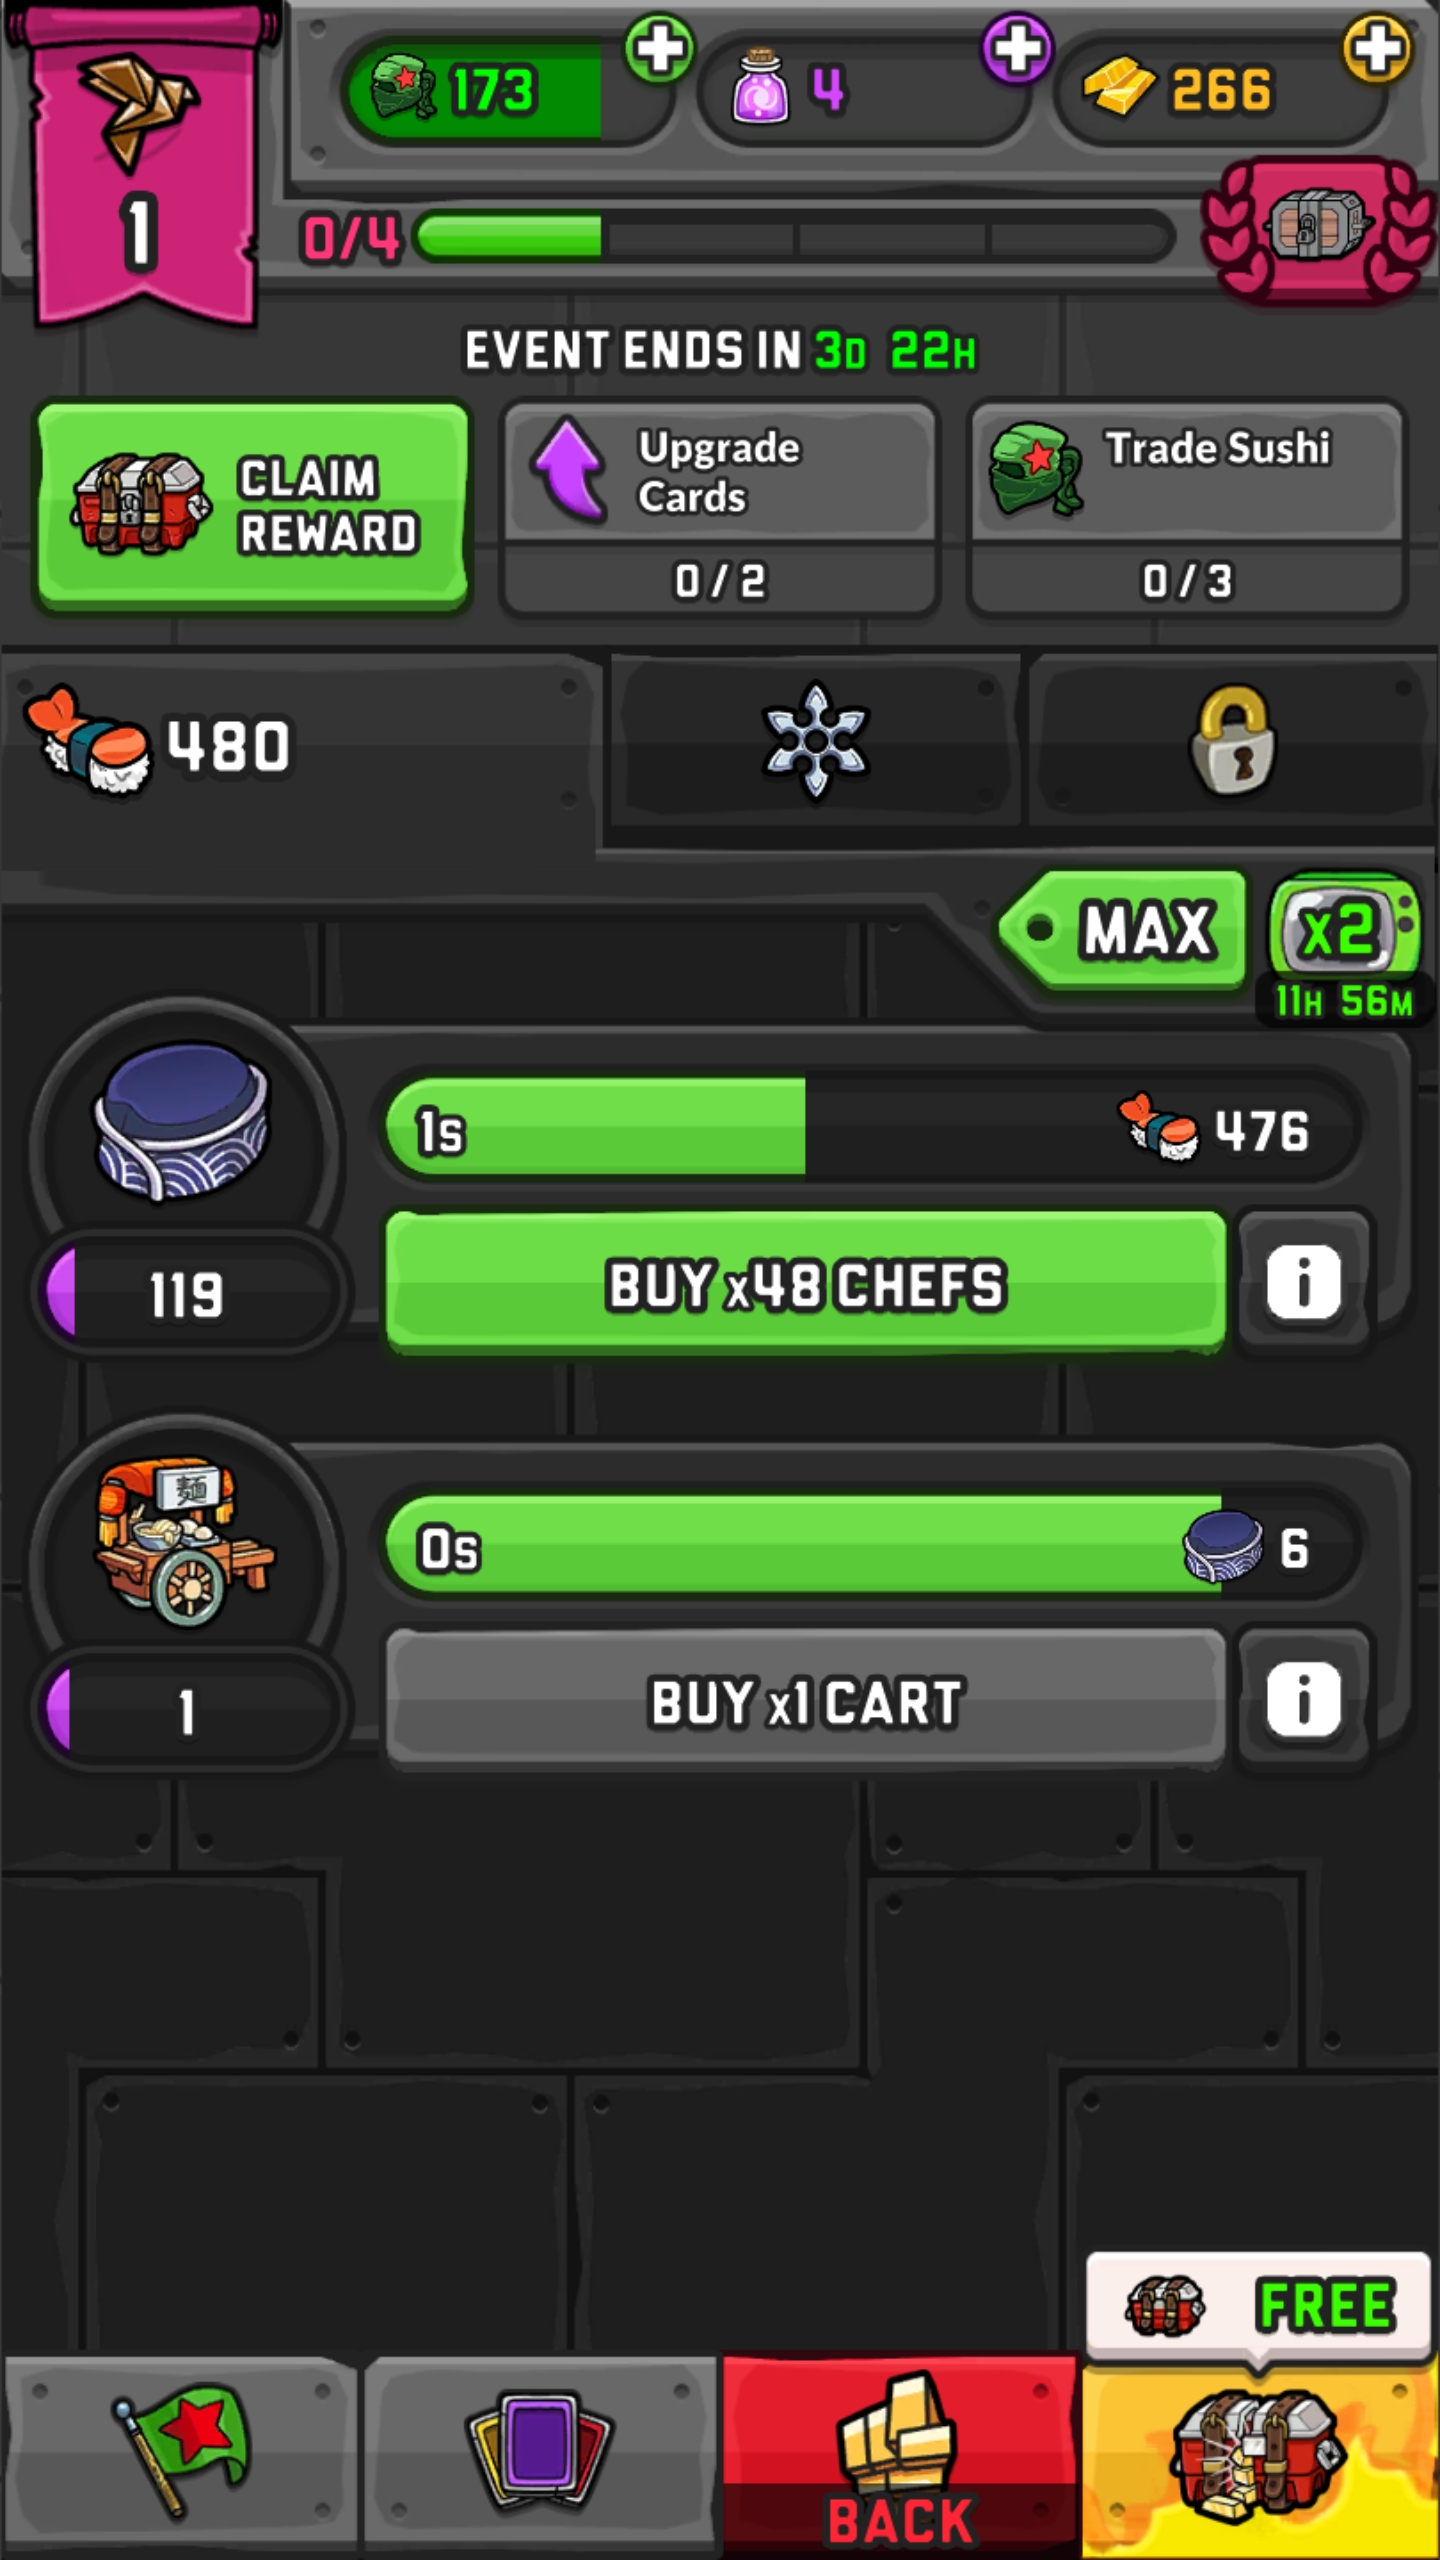 173
4
266
1
0/4
EVENT ENDS IN 3D 22H
CLAIM
REWARD
Upgrade
Cards
0/2
Trade Sushi
0/3
480
MAX
x2
11H 56M
1s
476
119
BUY x48 CHEFS
i
麺
0s
6
1
BUY x1 CART
i
FREE
BACK